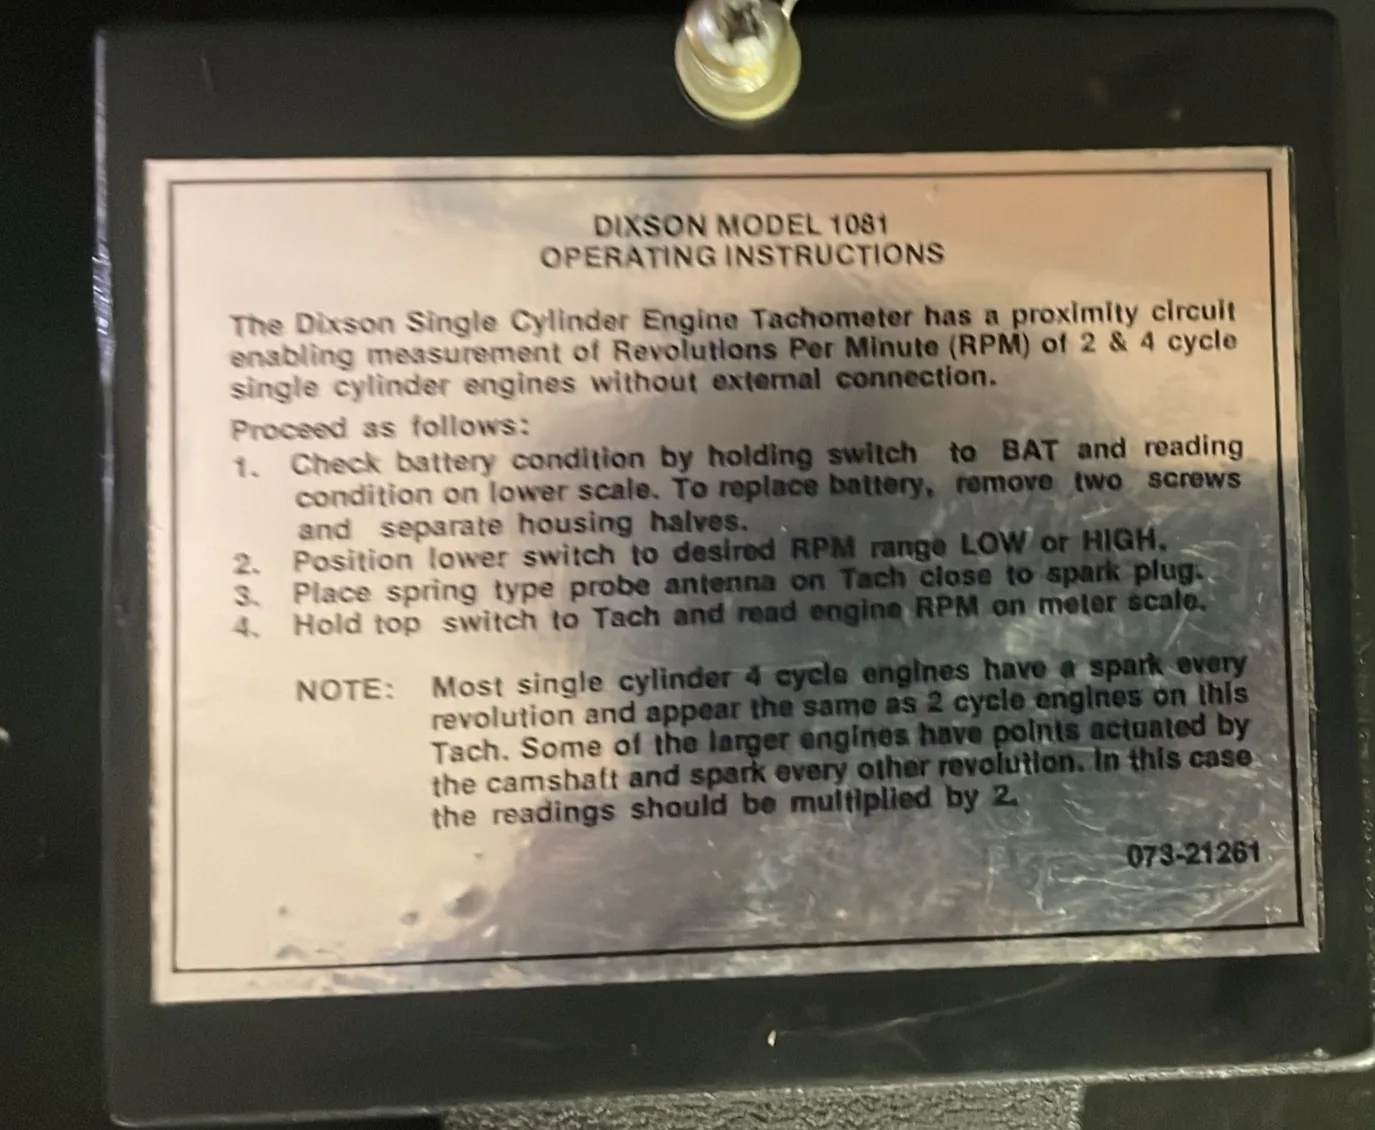 DIXSON MODEL 1081
OPERATING INSTRUCTIONS
The Dixson Single Cylinder Engine Tachometer has a proximity circuit
enabling measurement of Revolutions Per Minute (RPM) of 2 & 4 cycle
single cylinder engines without external connection.
Proceed as follows:
1. Check battery condition by holding switch to BAT and reading
condition on lower scale. To replace battery, remove two screws
and separate housing halves.
2. Position lower switch to desired RPM range LOW or HIGH.
3. Place spring type probe antenna on Tach close to spark plug.
4. Hold top switch to Tach and read engine RPM on meter scale.
NOTE: Most single cylinder 4 cycle engines have a spark every
revolution and appear the same as 2 cycle engines on this
Tach. Some of the larger engines have points actuated by
the camshaft and spark every other revolution. In this case
the readings should be multiplied by 2.
073-21261